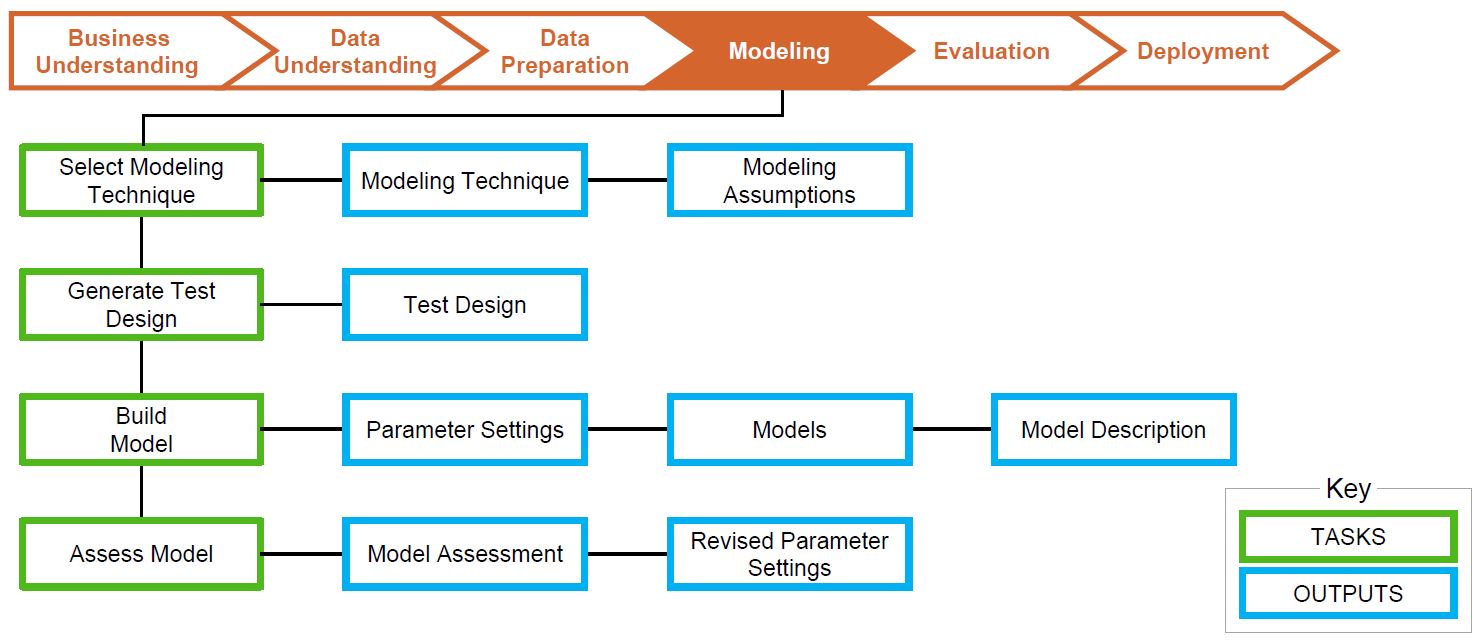 Business
Understanding
Data
Understanding
Data
Preparation
Modeling
Evaluation
Deployment
Select Modeling
Technique
Modeling Technique
Modeling
Assumptions
Generate Test
Design
Test Design
Build
Model
Parameter Settings
Models
Model Description
Assess Model
Model Assessment
Revised Parameter
Settings
Key
TASKS
OUTPUTS